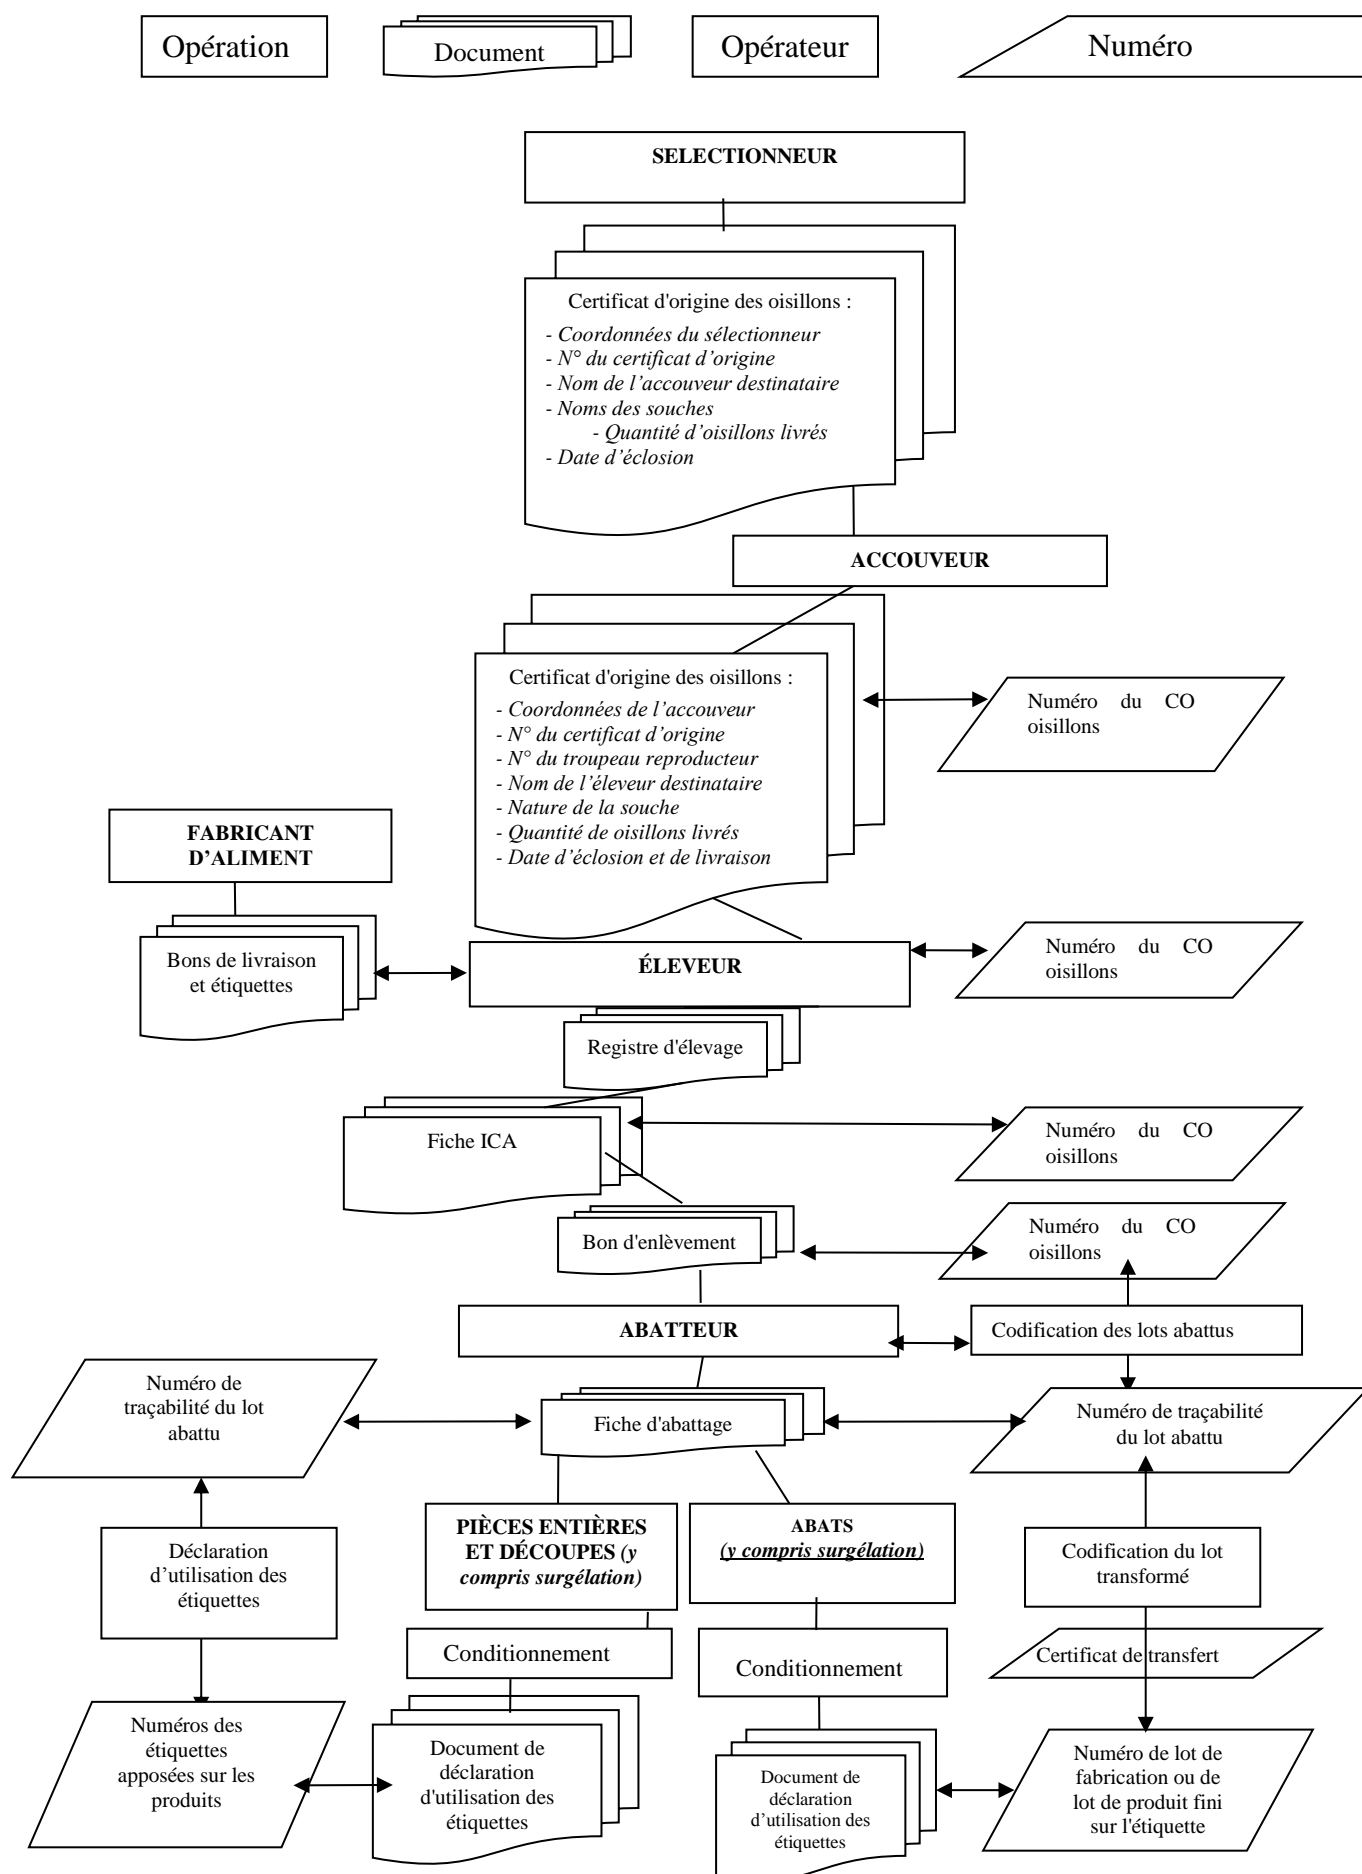 Opération
Document
Opérateur
Numéro
SELECTIONNEUR
Certificat d'origine des oisillons :
- Coordonnées du sélectionneur
- N° du certificat d’origine
- Nom de l’accouveur destinataire
- Noms des souches
- Quantité d’oisillons livrés
- Date d’éclosion
ACCOUVEUR
Certificat d'origine des oisillons :
- Coordonnées de l’accouveur
- N° du certificat d’origine
- N° du troupeau reproducteur
- Nom de l’éleveur destinataire
- Nature de la souche
- Quantité de oisillons livrés
- Date d’éclosion et de livraison
Numéro du CO
oisillons
FABRICANT
D’ALIMENT
Bons de livraison
et étiquettes
ÉLEVEUR
Numéro du CO
oisillons
Registre d'élevage
Fiche ICA
Numéro du CO
oisillons
Bon d'enlèvement
Numéro du CO
oisillons
ABATTEUR
Codification des lots abattus
Numéro de
traçabilité du lot
abattu
Fiche d'abattage
Numéro de traçabilité
du lot abattu
PIÈCES ENTIÈRES
ET DÉCOUPES (y
compris surgélation)
ABATS
(y compris surgélation)
Déclaration
d’utilisation des
étiquettes
Codification du lot
transformé
Conditionnement
Conditionnement
Certificat de transfert
Numéros des
étiquettes
apposées sur les
produits
Document de
déclaration
d'utilisation des
étiquettes
Document de
déclaration
d’utilisation des
étiquettes
Numéro de lot de
fabrication ou de
lot de produit fini
sur l'étiquette